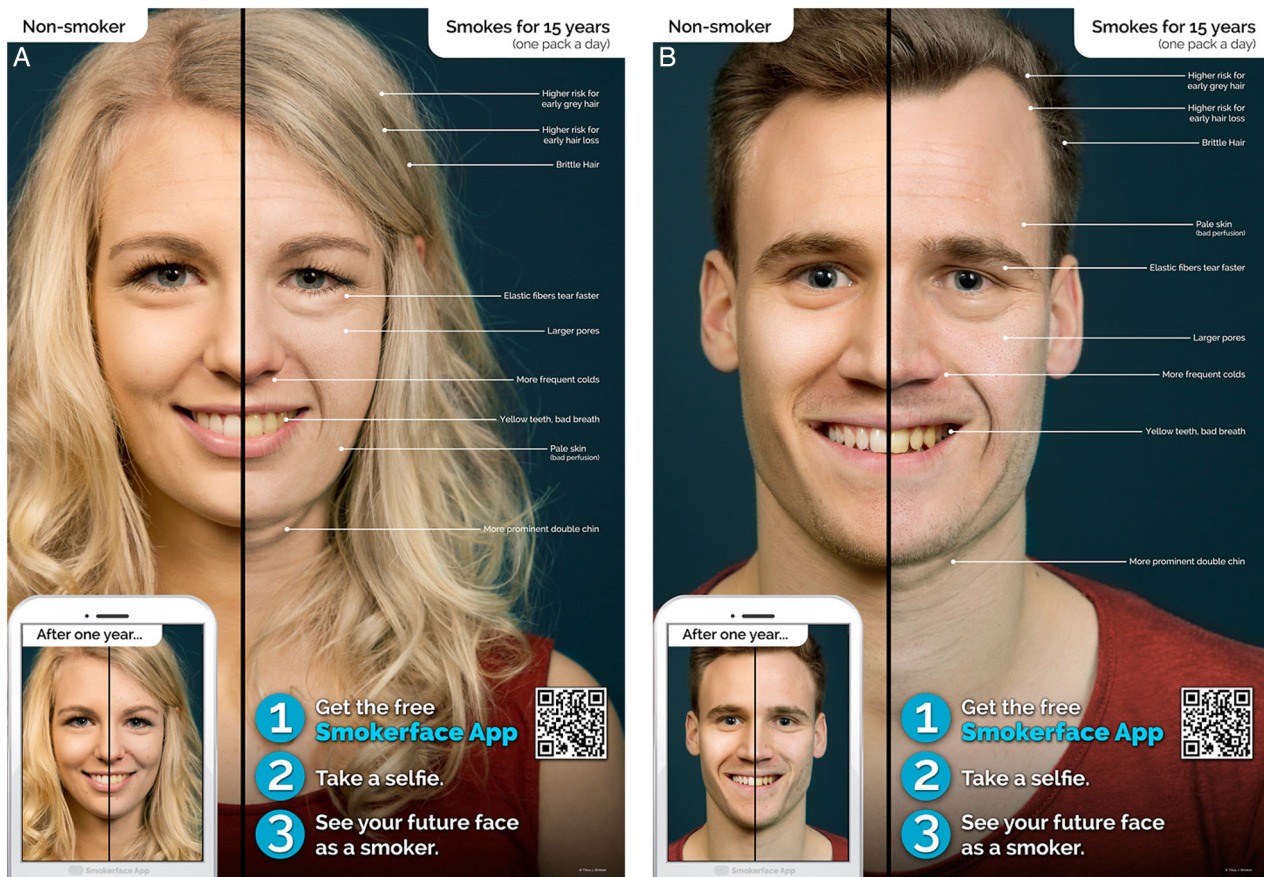 Non-smoker
Smokes for 15 years
(one pack a day)
A
Higher risk for
early grey hair
Higher risk for
early hair loss
Brittle Hair
Elastic fibers tear faster
Larger pores
More frequent colds
Yellow teeth, bad breath
Pale skin
(bad perfusion)
More prominent double chin
After one year...
1 Get the free
Smokerface App
2 Take a selfie.
3 See your future face
as a smoker.
Smokerface App
© Titus J. Brinker
Non-smoker
Smokes for 15 years
(one pack a day)
B
Higher risk for
early grey hair
Higher risk for
early hair loss
Brittle Hair
Pale skin
(bad perfusion)
Elastic fibers tear faster
Larger pores
More frequent colds
Yellow teeth, bad breath
More prominent double chin
After one year...
1 Get the free
Smokerface App
2 Take a selfie.
3 See your future face
as a smoker.
Smokerface App
© Titus J. Brinker